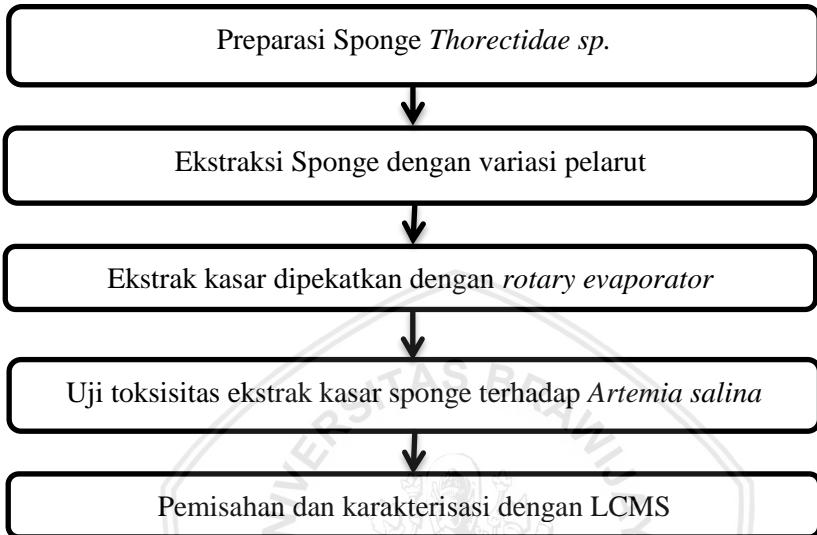 Preparasi Sponge Thorectidae sp.
Ekstraksi Sponge dengan variasi pelarut
Ekstrak kasar dipekatkan dengan rotary evaporator
Uji toksisitas ekstrak kasar sponge terhadap Artemia salina
Pemisahan dan karakterisasi dengan LCMS